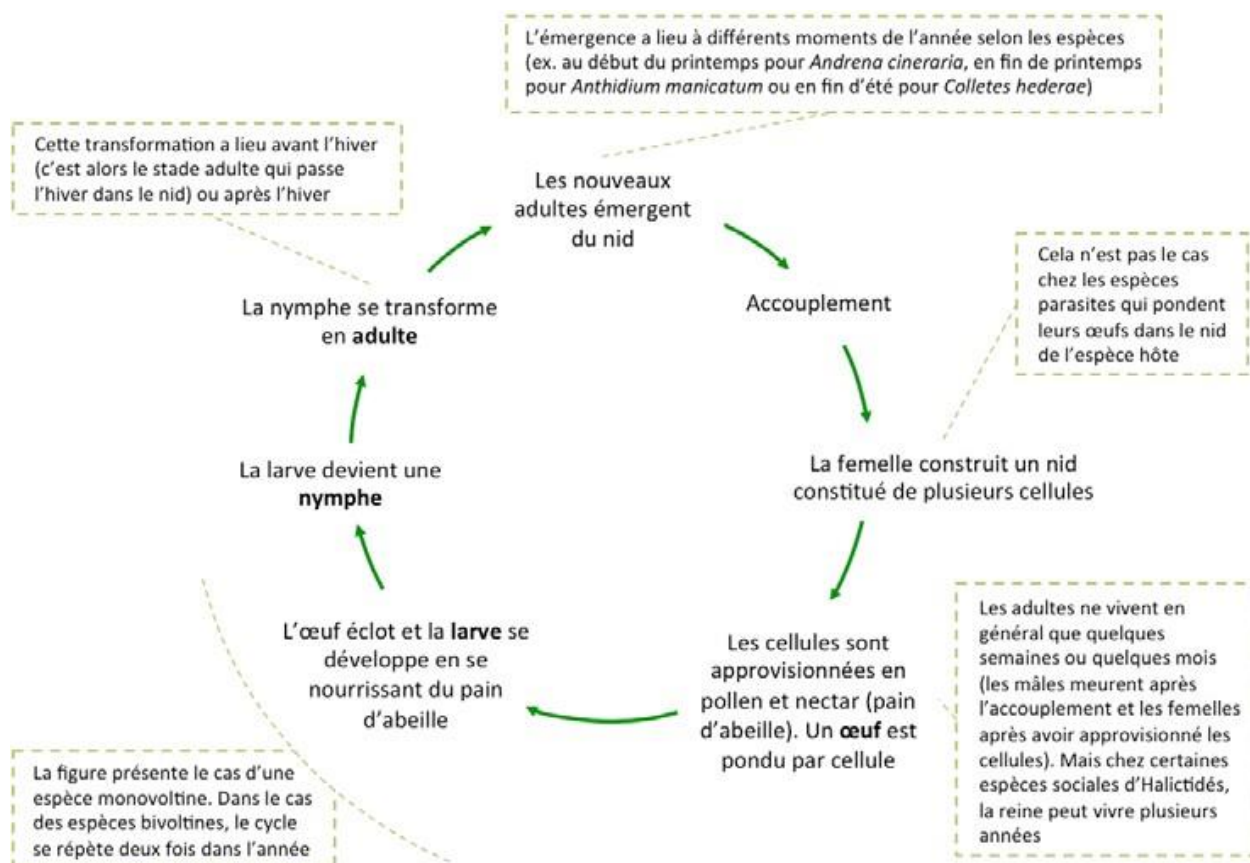 L'émergence a lieu à différents moments de l'année selon les espèces
(ex. au début du printemps pour Andrena cineraria, en fin de printemps
pour Anthidium manicatum ou en fin d'été pour Colletes hederae)
Cette transformation a lieu avant l'hiver
(c'est alors le stade adulte qui passe
l'hiver dans le nid) ou après l'hiver
Les nouveaux
adultes émergent
du nid
Accouplement
Cela n'est pas le cas
chez les espèces
parasites qui pondent
leurs œufs dans le nid
de l'espèce hôte
La femelle construit un nid
constitué de plusieurs cellules
Les cellules sont
approvisionnées en
pollen et nectar (pain
d'abeille). Un œuf est
pondu par cellule
Les adultes ne vivent en
général que quelques
semaines ou quelques mois
(les mâles meurent après
l'accouplement et les femelles
après avoir approvisionné les
cellules). Mais chez certaines
espèces sociales d'Halictidés,
la reine peut vivre plusieurs
années
L'œuf éclot et la larve se
développe en se
nourrissant du pain
d'abeille
La larve devient une
nymphe
La nymphe se transforme
en adulte
La figure présente le cas d'une
espèce monovoltine. Dans le cas
des espèces bivoltines, le cycle
se répète deux fois dans l'année